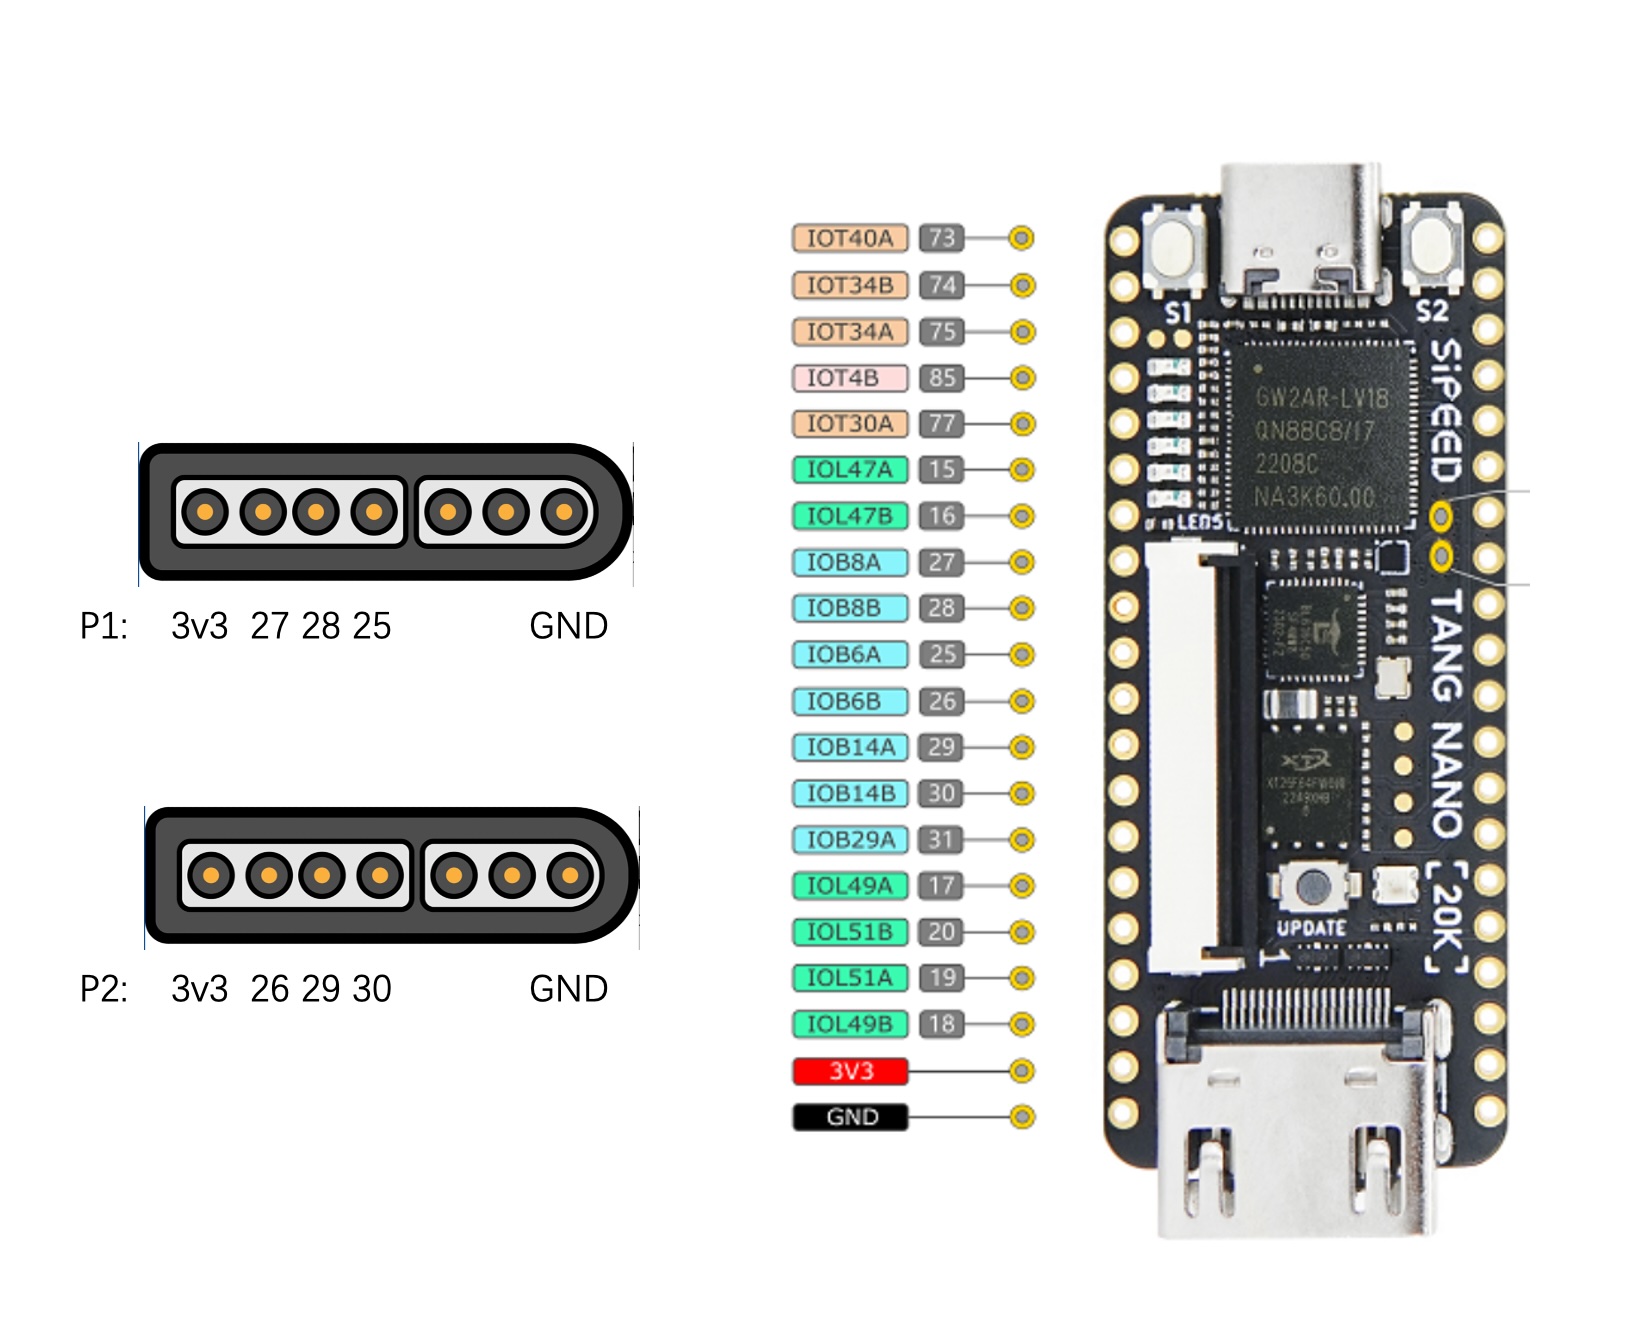 P1: 3v3 27 28 25 GND
P2: 3v3 26 29 30 GND
IOT40A 73
IOT34B 74
IOT34A 75
IOT4B 85
IOT30A 77
IOL47A 15
IOL47B 16
IOB8A 27
IOB8B 28
IOB6A 25
IOB6B 26
IOB14A 29
IOB14B 30
IOB29A 31
IOL49A 17
IOL51B 20
IOL51A 19
IOL49B 18
3V3
GND
S1
S2
GW2AR-LV18
QN88C8/I7
2208C
NA3K60.00
LEDS
SiPEED
TANG NANO
20K
XTX
UPDATE
1